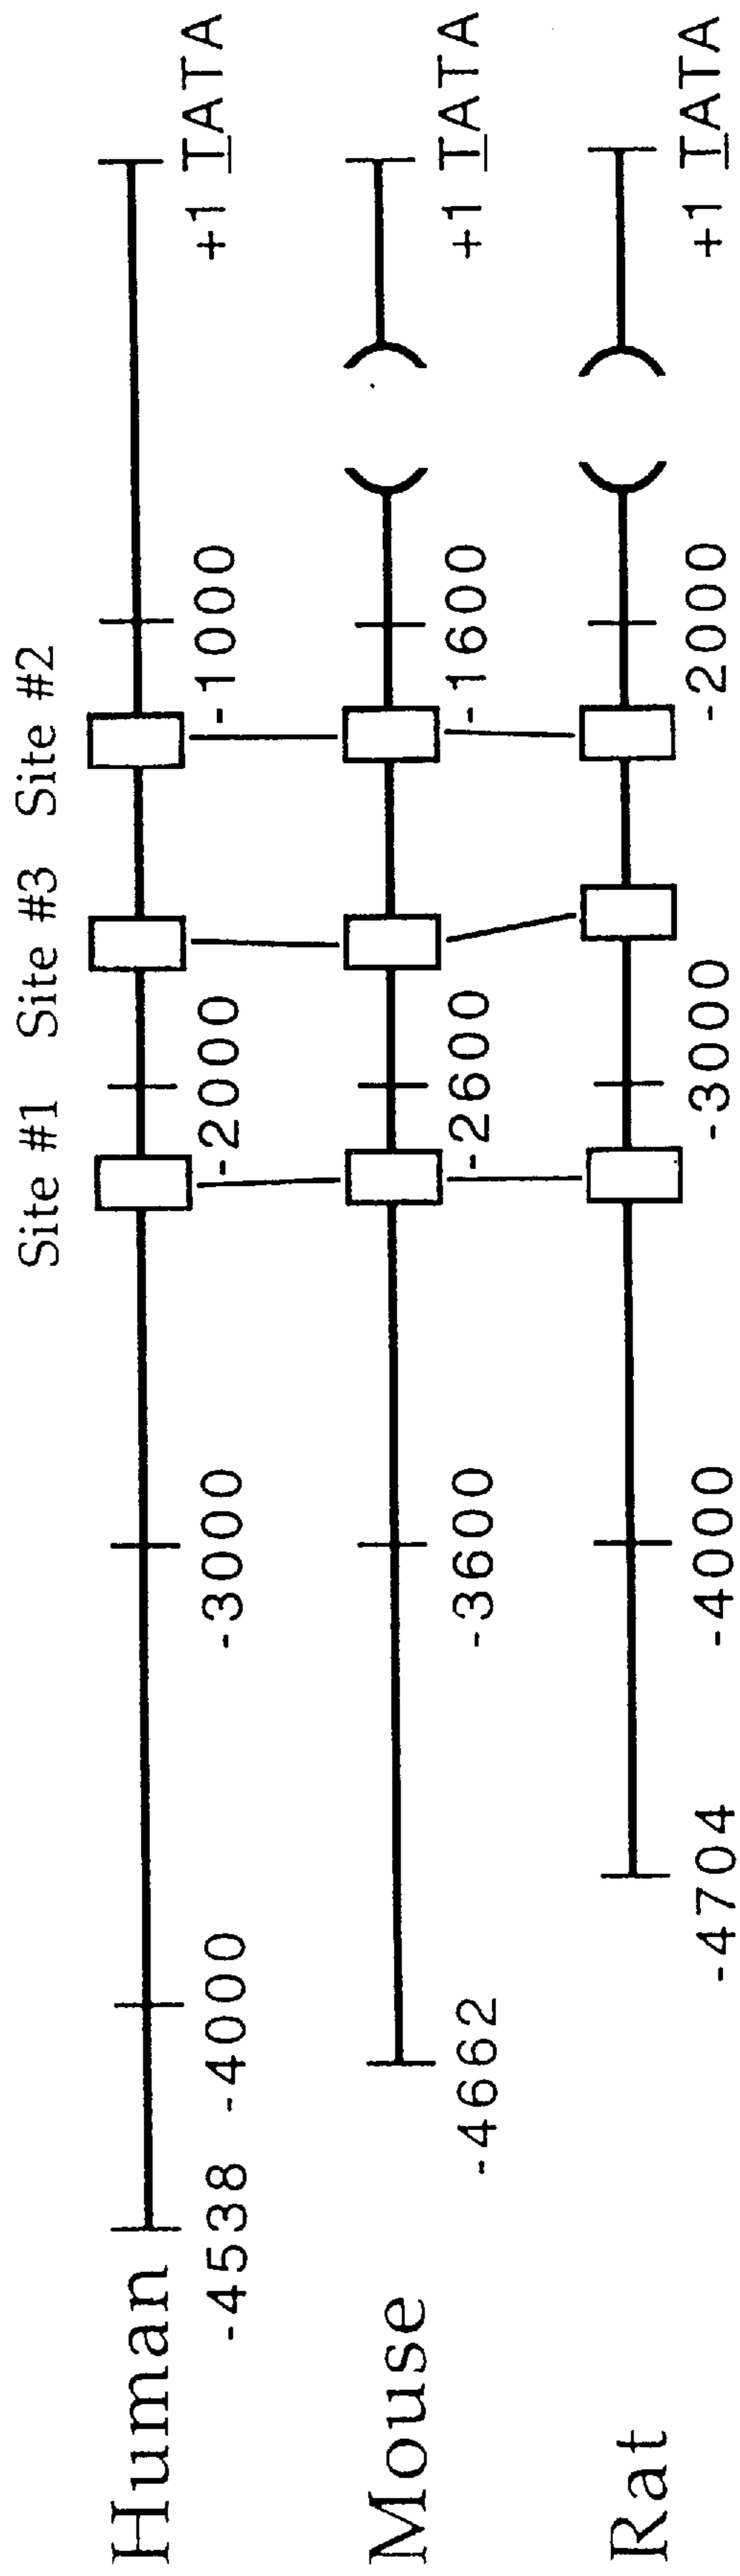 Site #1 Site #3 Site #2
Human
-4538 -4000 -3000 -2000 -1000 +1 TATA
Mouse
-4662 -3600 -2600 -1600 +1 TATA
Rat
-4704 -4000 -3000 -2000 +1 TATA